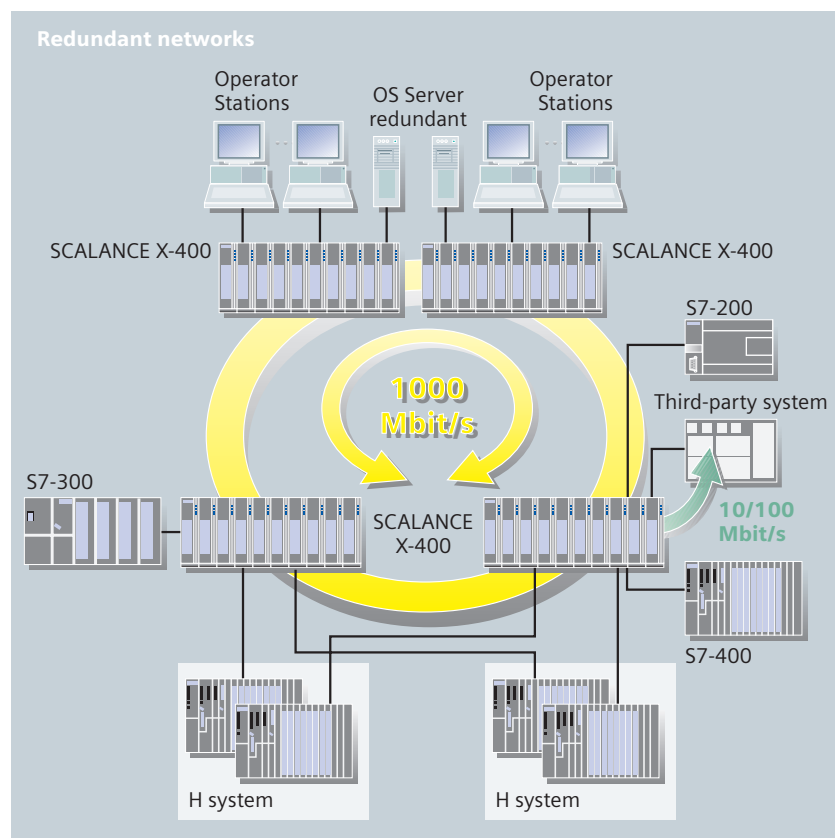 Redundant networks
Operator
Stations
OS Server
redundant
Operator
Stations
SCALANCE X-400
SCALANCE X-400
S7-200
1000
Mbit/s
Third-party system
S7-300
SCALANCE
X-400
10/100
Mbit/s
S7-400
H system
H system